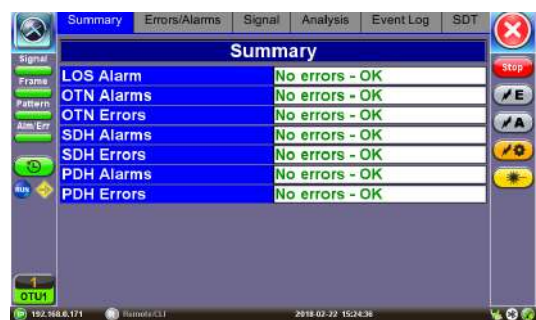 Summary Errors/Alarms Signal Analysis Event Log SDT
Summary
Signal
Frame
Pattern
Alm/Err
LOS Alarm No errors - OK
OTN Alarms No errors - OK
OTN Errors No errors - OK
SDH Alarms No errors - OK
SDH Errors No errors - OK
PDH Alarms No errors - OK
PDH Errors No errors - OK
Stop
E
A
RUN
1
OTU1
192.168.0.171 Remote/CLI 2018-02-22 15:24:36